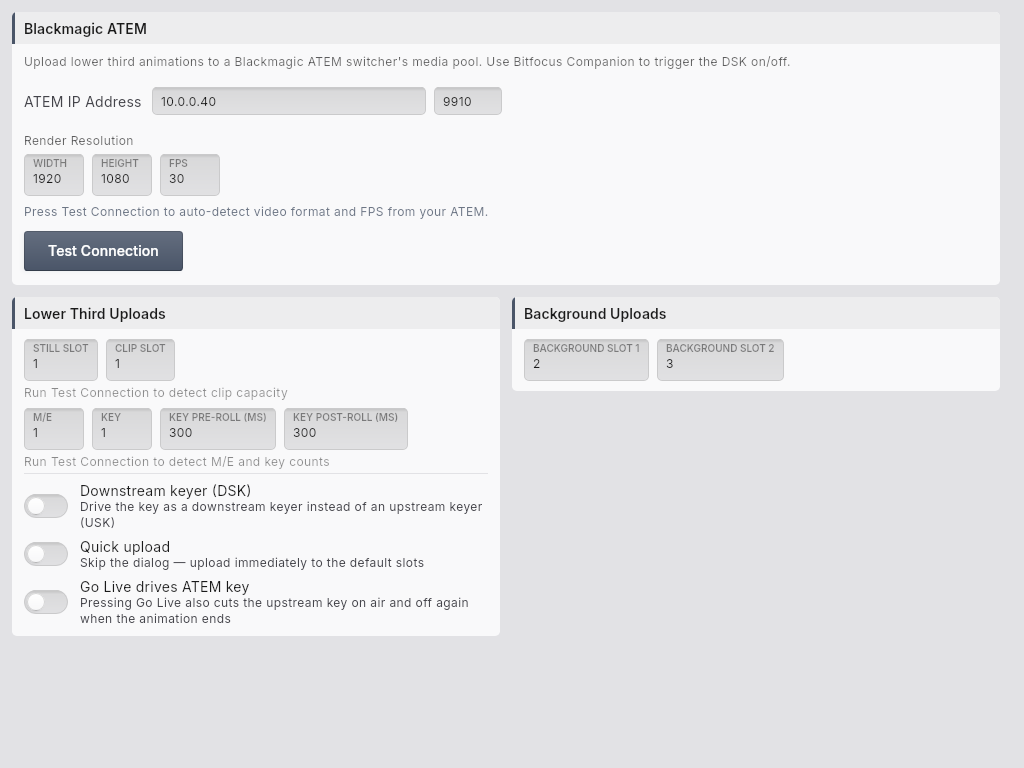 Blackmagic ATEM
Upload lower third animations to a Blackmagic ATEM switcher's media pool. Use Bitfocus Companion to trigger the DSK on/off.
ATEM IP Address 10.0.0.40 9910
Render Resolution
WIDTH HEIGHT FPS
1920 1080 30
Press Test Connection to auto-detect video format and FPS from your ATEM.
Test Connection
Lower Third Uploads
STILL SLOT CLIP SLOT
1 1
Run Test Connection to detect clip capacity
M/E KEY KEY PRE-ROLL (MS) KEY POST-ROLL (MS)
1 1 300 300
Run Test Connection to detect M/E and key counts
Downstream keyer (DSK)
Drive the key as a downstream keyer instead of an upstream keyer
(USK)
Quick upload
Skip the dialog — upload immediately to the default slots
Go Live drives ATEM key
Pressing Go Live also cuts the upstream key on air and off again
when the animation ends
Background Uploads
BACKGROUND SLOT 1 BACKGROUND SLOT 2
2 3